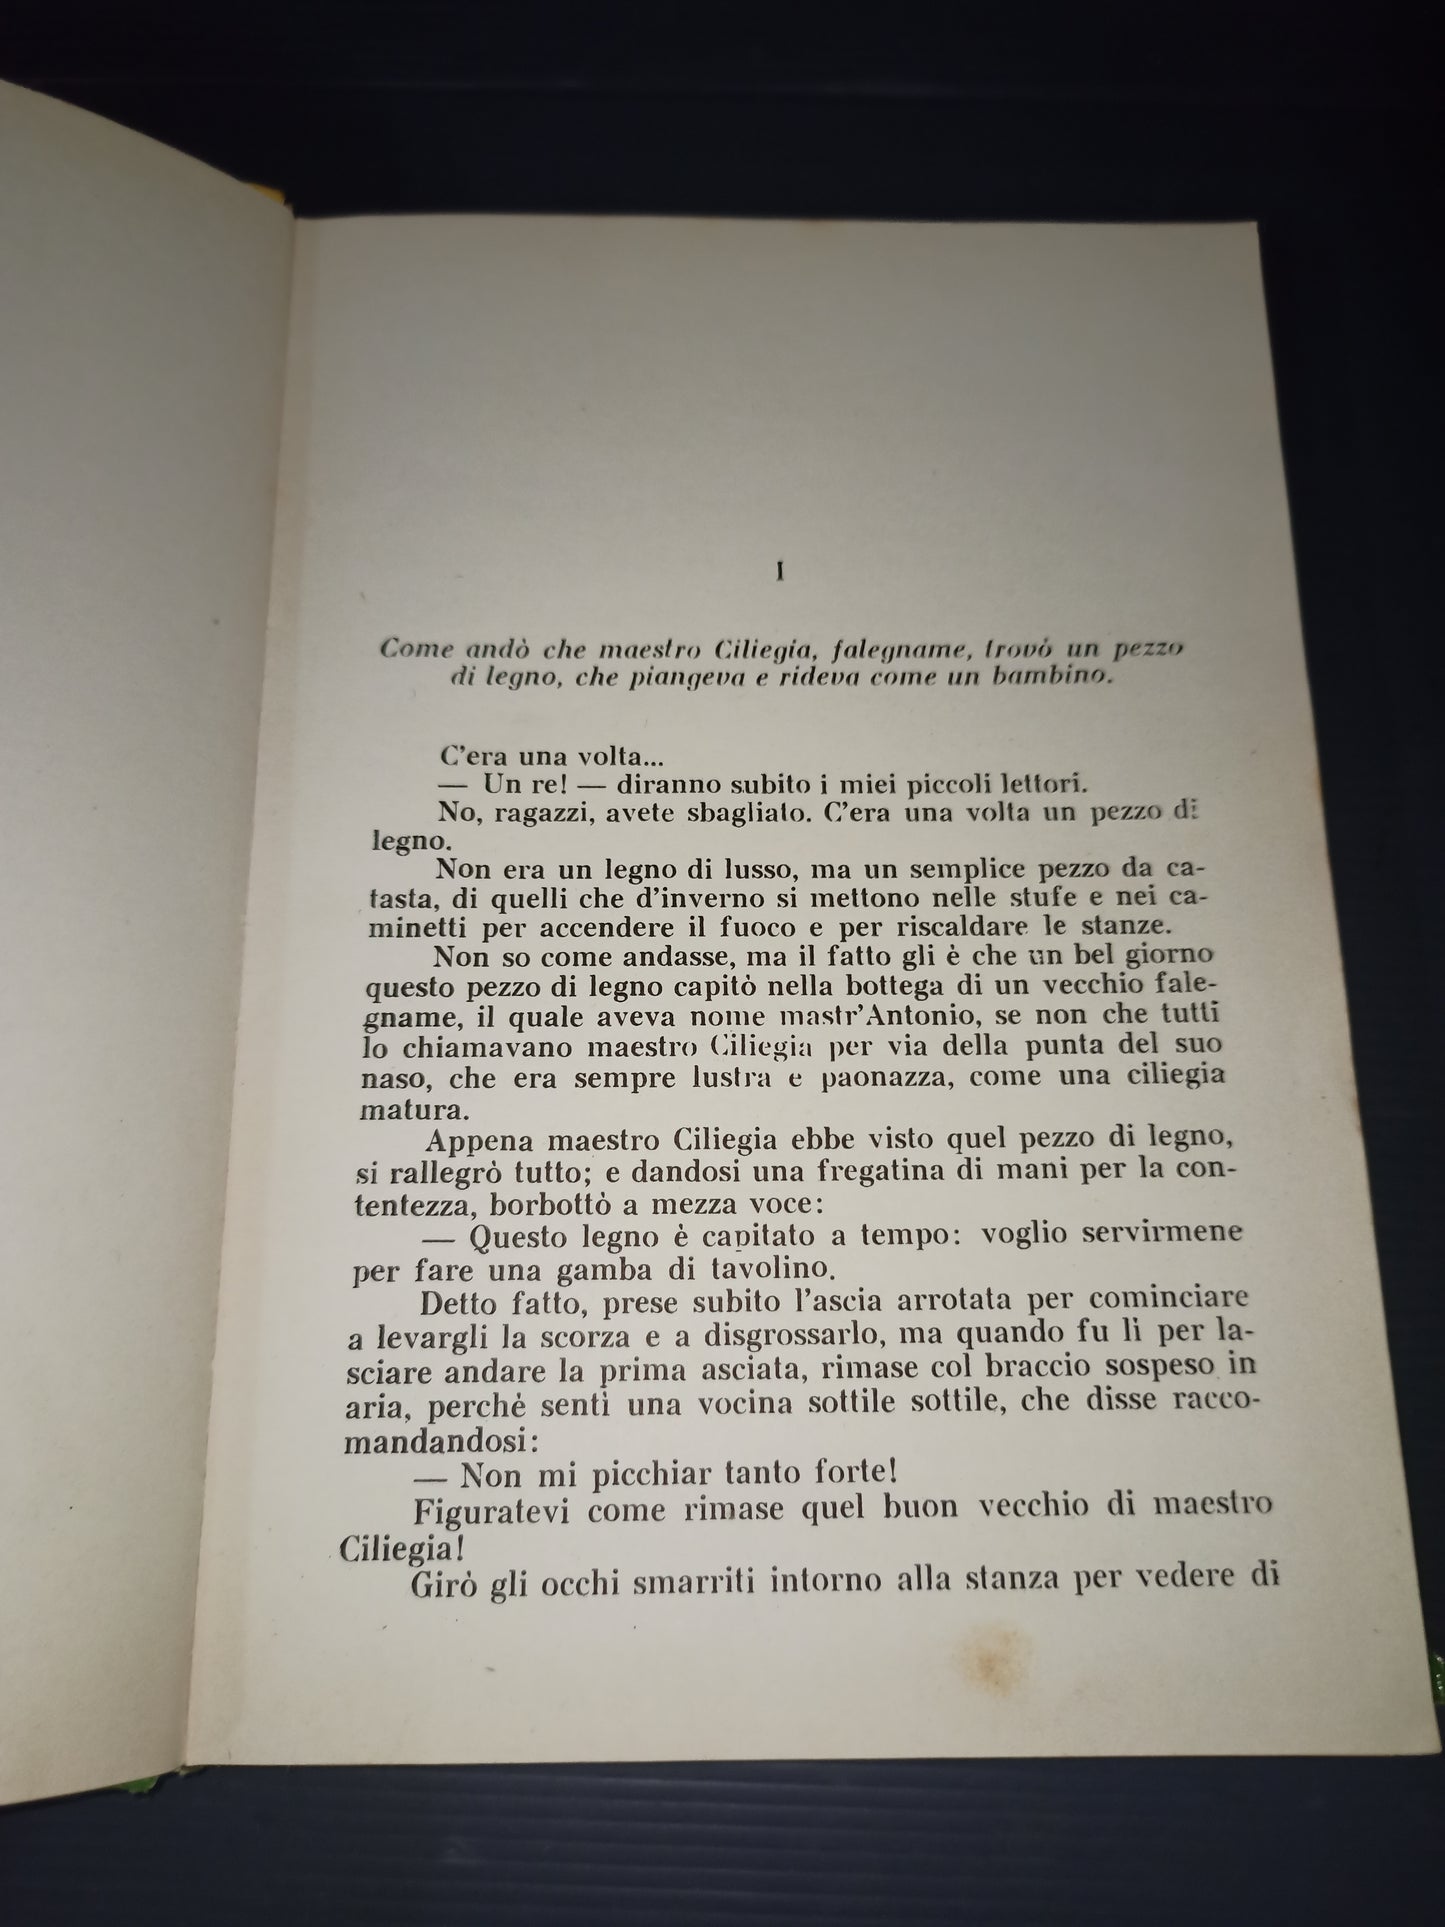 I
Come andò che maestro Ciliegia, falegname, trovò un pezzo
di legno, che piangeva e rideva come un bambino.
C'era una volta...
— Un re! — diranno subito i miei piccoli lettori.
No, ragazzi, avete sbagliato. C'era una volta un pezzo di
legno.
Non era un legno di lusso, ma un semplice pezzo da ca-
tasta, di quelli che d'inverno si mettono nelle stufe e nei ca-
minetti per accendere il fuoco e per riscaldare le stanze.
Non so come andasse, ma il fatto gli è che un bel giorno
questo pezzo di legno capitò nella bottega di un vecchio fale-
gname, il quale aveva nome mastr'Antonio, se non che tutti
lo chiamavano maestro Ciliegia per via della punta del suo
naso, che era sempre lustra e paonazza, come una ciliegia
matura.
Appena maestro Ciliegia ebbe visto quel pezzo di legno,
si rallegrò tutto; e dandosi una fregatina di mani per la con-
tentezza, borbottò a mezza voce:
— Questo legno è capitato a tempo: voglio servirmene
per fare una gamba di tavolino.
Detto fatto, prese subito l'ascia arrotata per cominciare
a levargli la scorza e a disgrossarlo, ma quando fu lì per la-
sciare andare la prima asciata, rimase col braccio sospeso in
aria, perchè sentì una vocina sottile sottile, che disse racco-
mandandosi:
— Non mi picchiar tanto forte!
Figuratevi come rimase quel buon vecchio di maestro
Ciliegia!
Girò gli occhi smarriti intorno alla stanza per vedere di